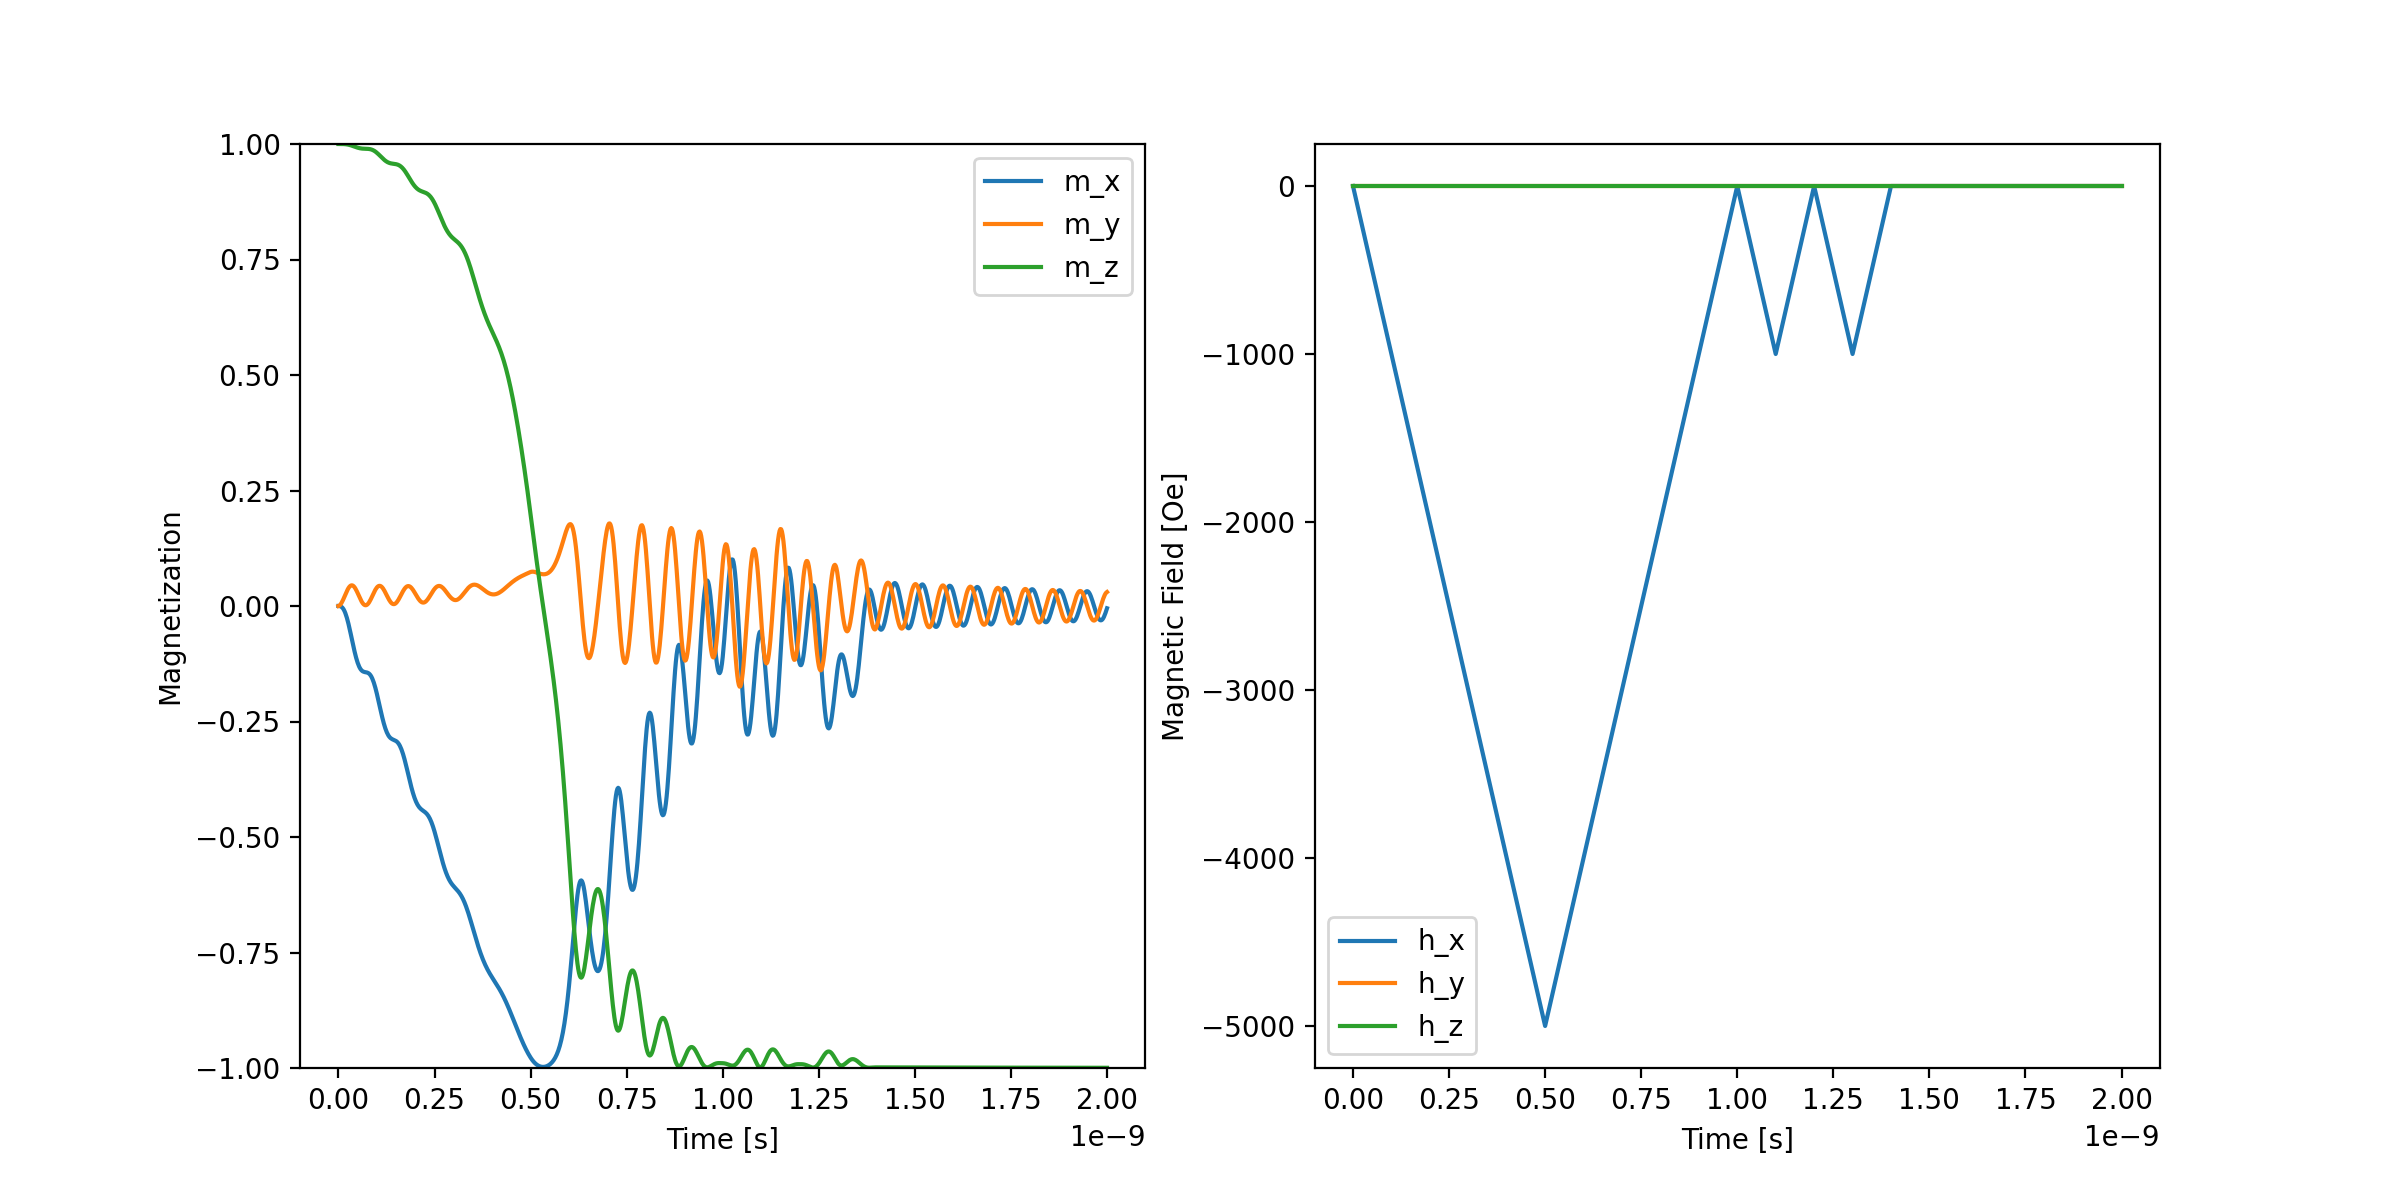 Magnetization
1.00
0.75
0.50
0.25
0.00
−0.25
−0.50
−0.75
−1.00
m_x
m_y
m_z
0.00 0.25 0.50 0.75 1.00 1.25 1.50 1.75 2.00
Time [s]
1e−9
Magnetic Field [Oe]
0
−1000
−2000
−3000
−4000
−5000
h_x
h_y
h_z
0.00 0.25 0.50 0.75 1.00 1.25 1.50 1.75 2.00
Time [s]
1e−9